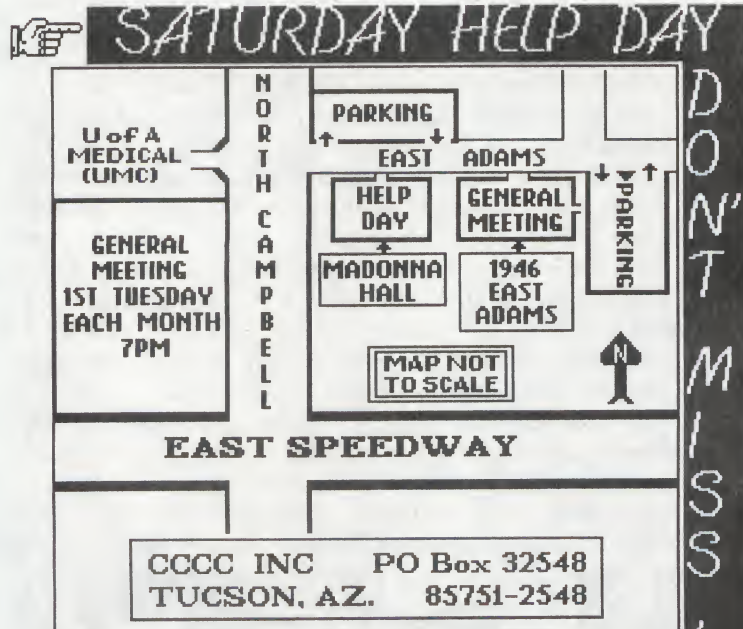 SATURDAY HELP DAY
DON'T MISS
NORTH CAMPBELL
PARKING
U of A
MEDICAL
(UMC)
EAST ADAMS
HELP
DAY
GENERAL
MEETING
PARKING
GENERAL
MEETING
1ST TUESDAY
EACH MONTH
7PM
MADONNA
HALL
1946
EAST
ADAMS
MAP NOT
TO SCALE
N
EAST SPEEDWAY
CCCC INC PO Box 32548
TUCSON, AZ. 85751-2548